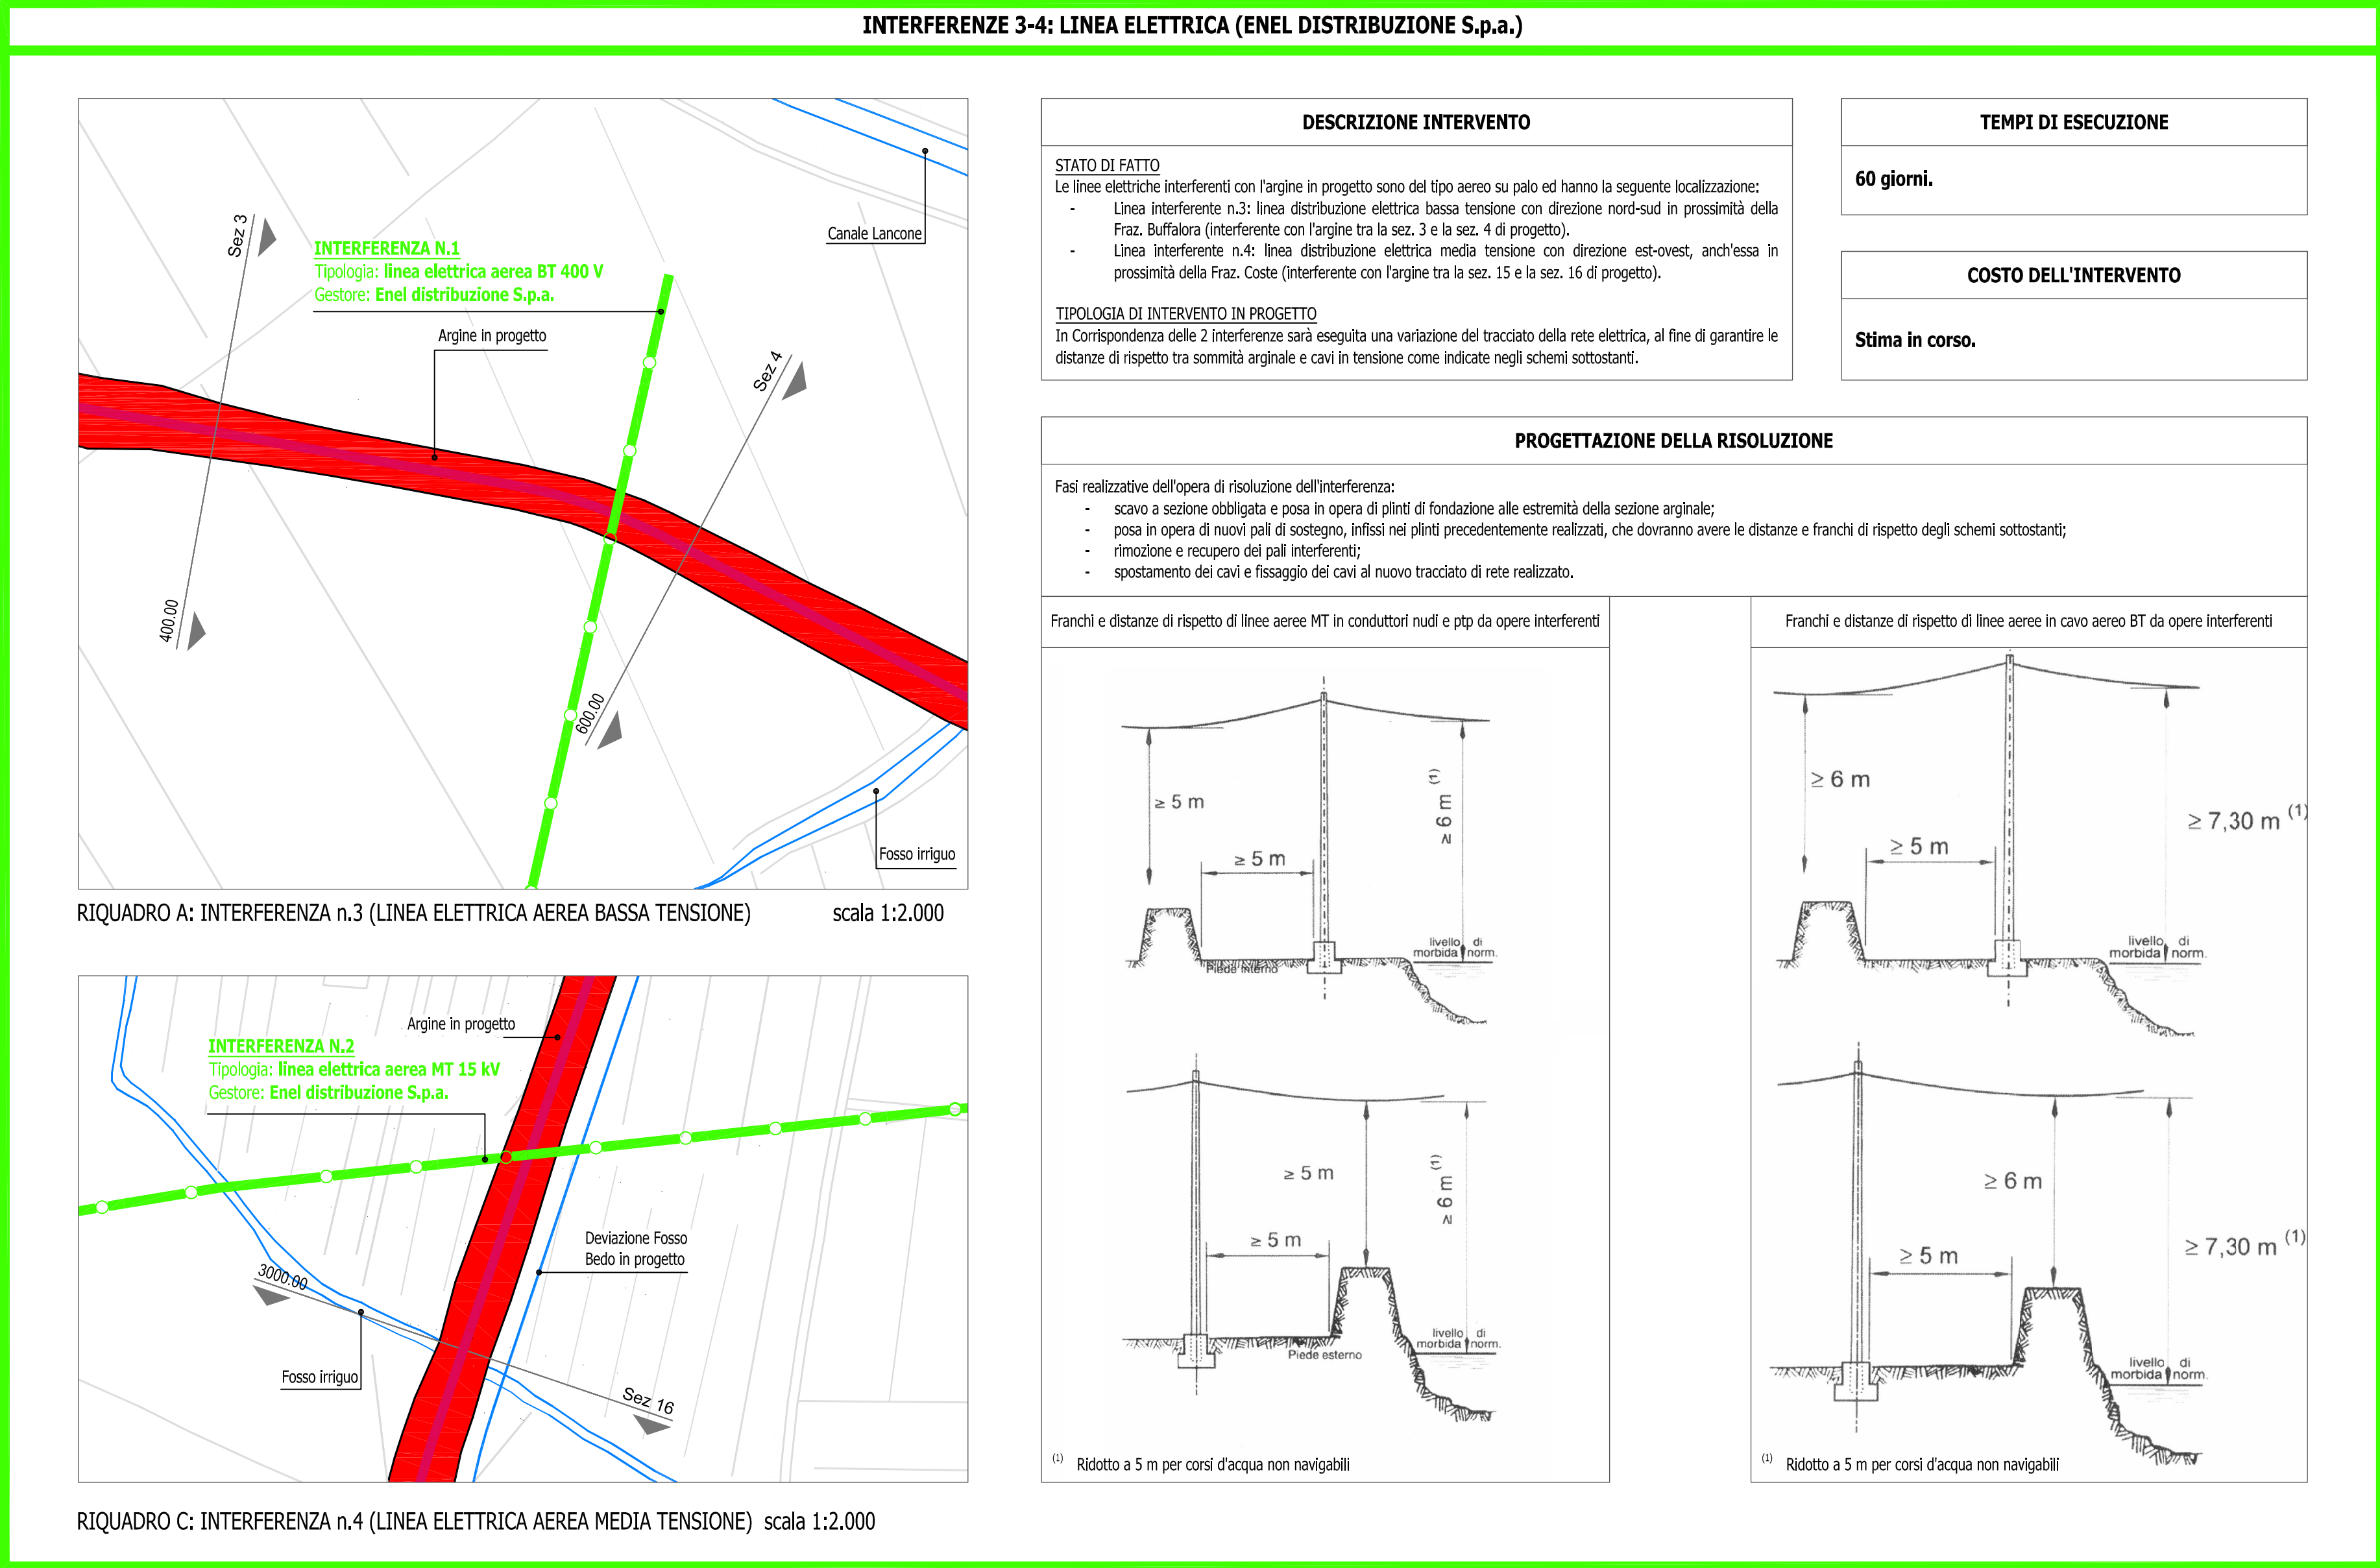 INTERFERENZE 3-4: LINEA ELETTRICA (ENEL DISTRIBUZIONE S.p.a.)
Sez 3
INTERFERENZA N.1
Tipologia: linea elettrica aerea BT 400 V
Gestore: Enel distribuzione S.p.a.
Argine in progetto
Canale Lancone
Sez 4
400.00
600.00
Fosso irriguo
RIQUADRO A: INTERFERENZA n.3 (LINEA ELETTRICA AEREA BASSA TENSIONE) scala 1:2.000
Argine in progetto
INTERFERENZA N.2
Tipologia: linea elettrica aerea MT 15 kV
Gestore: Enel distribuzione S.p.a.
Deviazione Fosso
Bedo in progetto
3000.00
Fosso irriguo
Sez 16
RIQUADRO C: INTERFERENZA n.4 (LINEA ELETTRICA AEREA MEDIA TENSIONE) scala 1:2.000
DESCRIZIONE INTERVENTO
STATO DI FATTO
Le linee elettriche interferenti con l'argine in progetto sono del tipo aereo su palo ed hanno la seguente localizzazione:
- Linea interferente n.3: linea distribuzione elettrica bassa tensione con direzione nord-sud in prossimità della
Fraz. Buffalora (interferente con l'argine tra la sez. 3 e la sez. 4 di progetto).
- Linea interferente n.4: linea distribuzione elettrica media tensione con direzione est-ovest, anch'essa in
prossimità della Fraz. Coste (interferente con l'argine tra la sez. 15 e la sez. 16 di progetto).
TIPOLOGIA DI INTERVENTO IN PROGETTO
In Corrispondenza delle 2 interferenze sarà eseguita una variazione del tracciato della rete elettrica, al fine di garantire le
distanze di rispetto tra sommità arginale e cavi in tensione come indicate negli schemi sottostanti.
TEMPI DI ESECUZIONE
60 giorni.
COSTO DELL'INTERVENTO
Stima in corso.
PROGETTAZIONE DELLA RISOLUZIONE
Fasi realizzative dell'opera di risoluzione dell'interferenza:
- scavo a sezione obbligata e posa in opera di plinti di fondazione alle estremità della sezione arginale;
- posa in opera di nuovi pali di sostegno, infissi nei plinti precedentemente realizzati, che dovranno avere le distanze e franchi di rispetto degli schemi sottostanti;
- rimozione e recupero dei pali interferenti;
- spostamento dei cavi e fissaggio dei cavi al nuovo tracciato di rete realizzato.
Franchi e distanze di rispetto di linee aeree MT in conduttori nudi e ptp da opere interferenti
≥ 5 m
≥ 6 m (1)
≥ 5 m
livello di
morbida norm.
Piede interno
≥ 5 m
≥ 6 m (1)
≥ 5 m
livello di
morbida norm.
Piede esterno
(1) Ridotto a 5 m per corsi d'acqua non navigabili
Franchi e distanze di rispetto di linee aeree in cavo aereo BT da opere interferenti
≥ 6 m
≥ 7,30 m (1)
≥ 5 m
livello di
morbida norm.
≥ 6 m
≥ 7,30 m (1)
≥ 5 m
livello di
morbida norm.
(1) Ridotto a 5 m per corsi d'acqua non navigabili